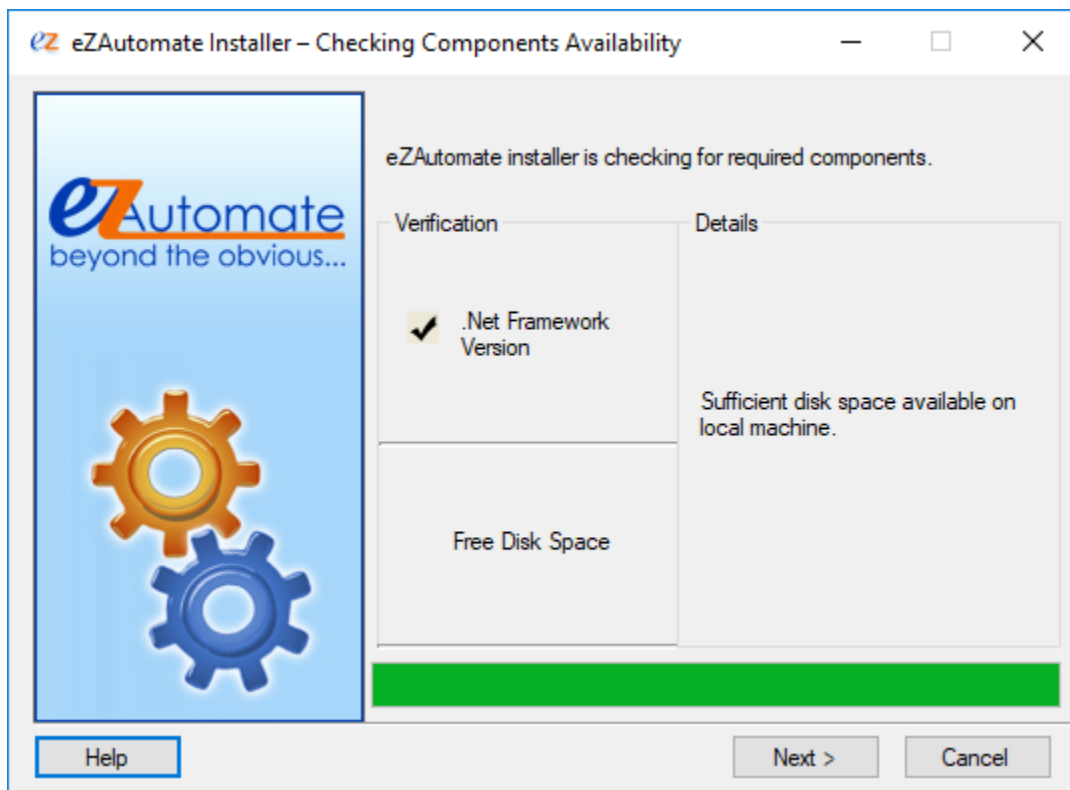 eZ eZAutomate Installer – Checking Components Availability
eZAutomate
beyond the obvious...
eZAutomate installer is checking for required components.
Verification
Details
.Net Framework
Version
Sufficient disk space available on
local machine.
Free Disk Space
Help
Next >
Cancel